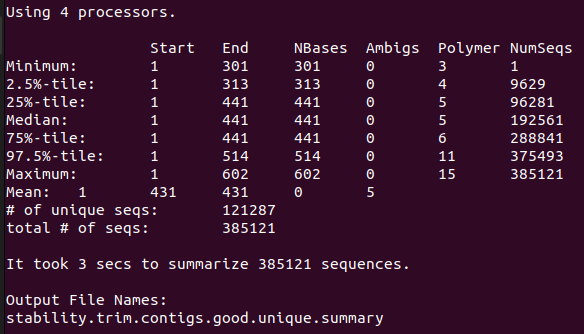 Using 4 processors.
Start End NBases Ambigs Polymer NumSeqs
Minimum: 1 301 301 0 3 1
2.5%-tile: 1 313 313 0 4 9629
25%-tile: 1 441 441 0 5 96281
Median: 1 441 441 0 5 192561
75%-tile: 1 441 441 0 6 288841
97.5%-tile: 1 514 514 0 11 375493
Maximum: 1 602 602 0 15 385121
Mean: 1 431 431 0 5
# of unique seqs: 121287
total # of seqs: 385121
It took 3 secs to summarize 385121 sequences.
Output File Names:
stability.trim.contigs.good.unique.summary